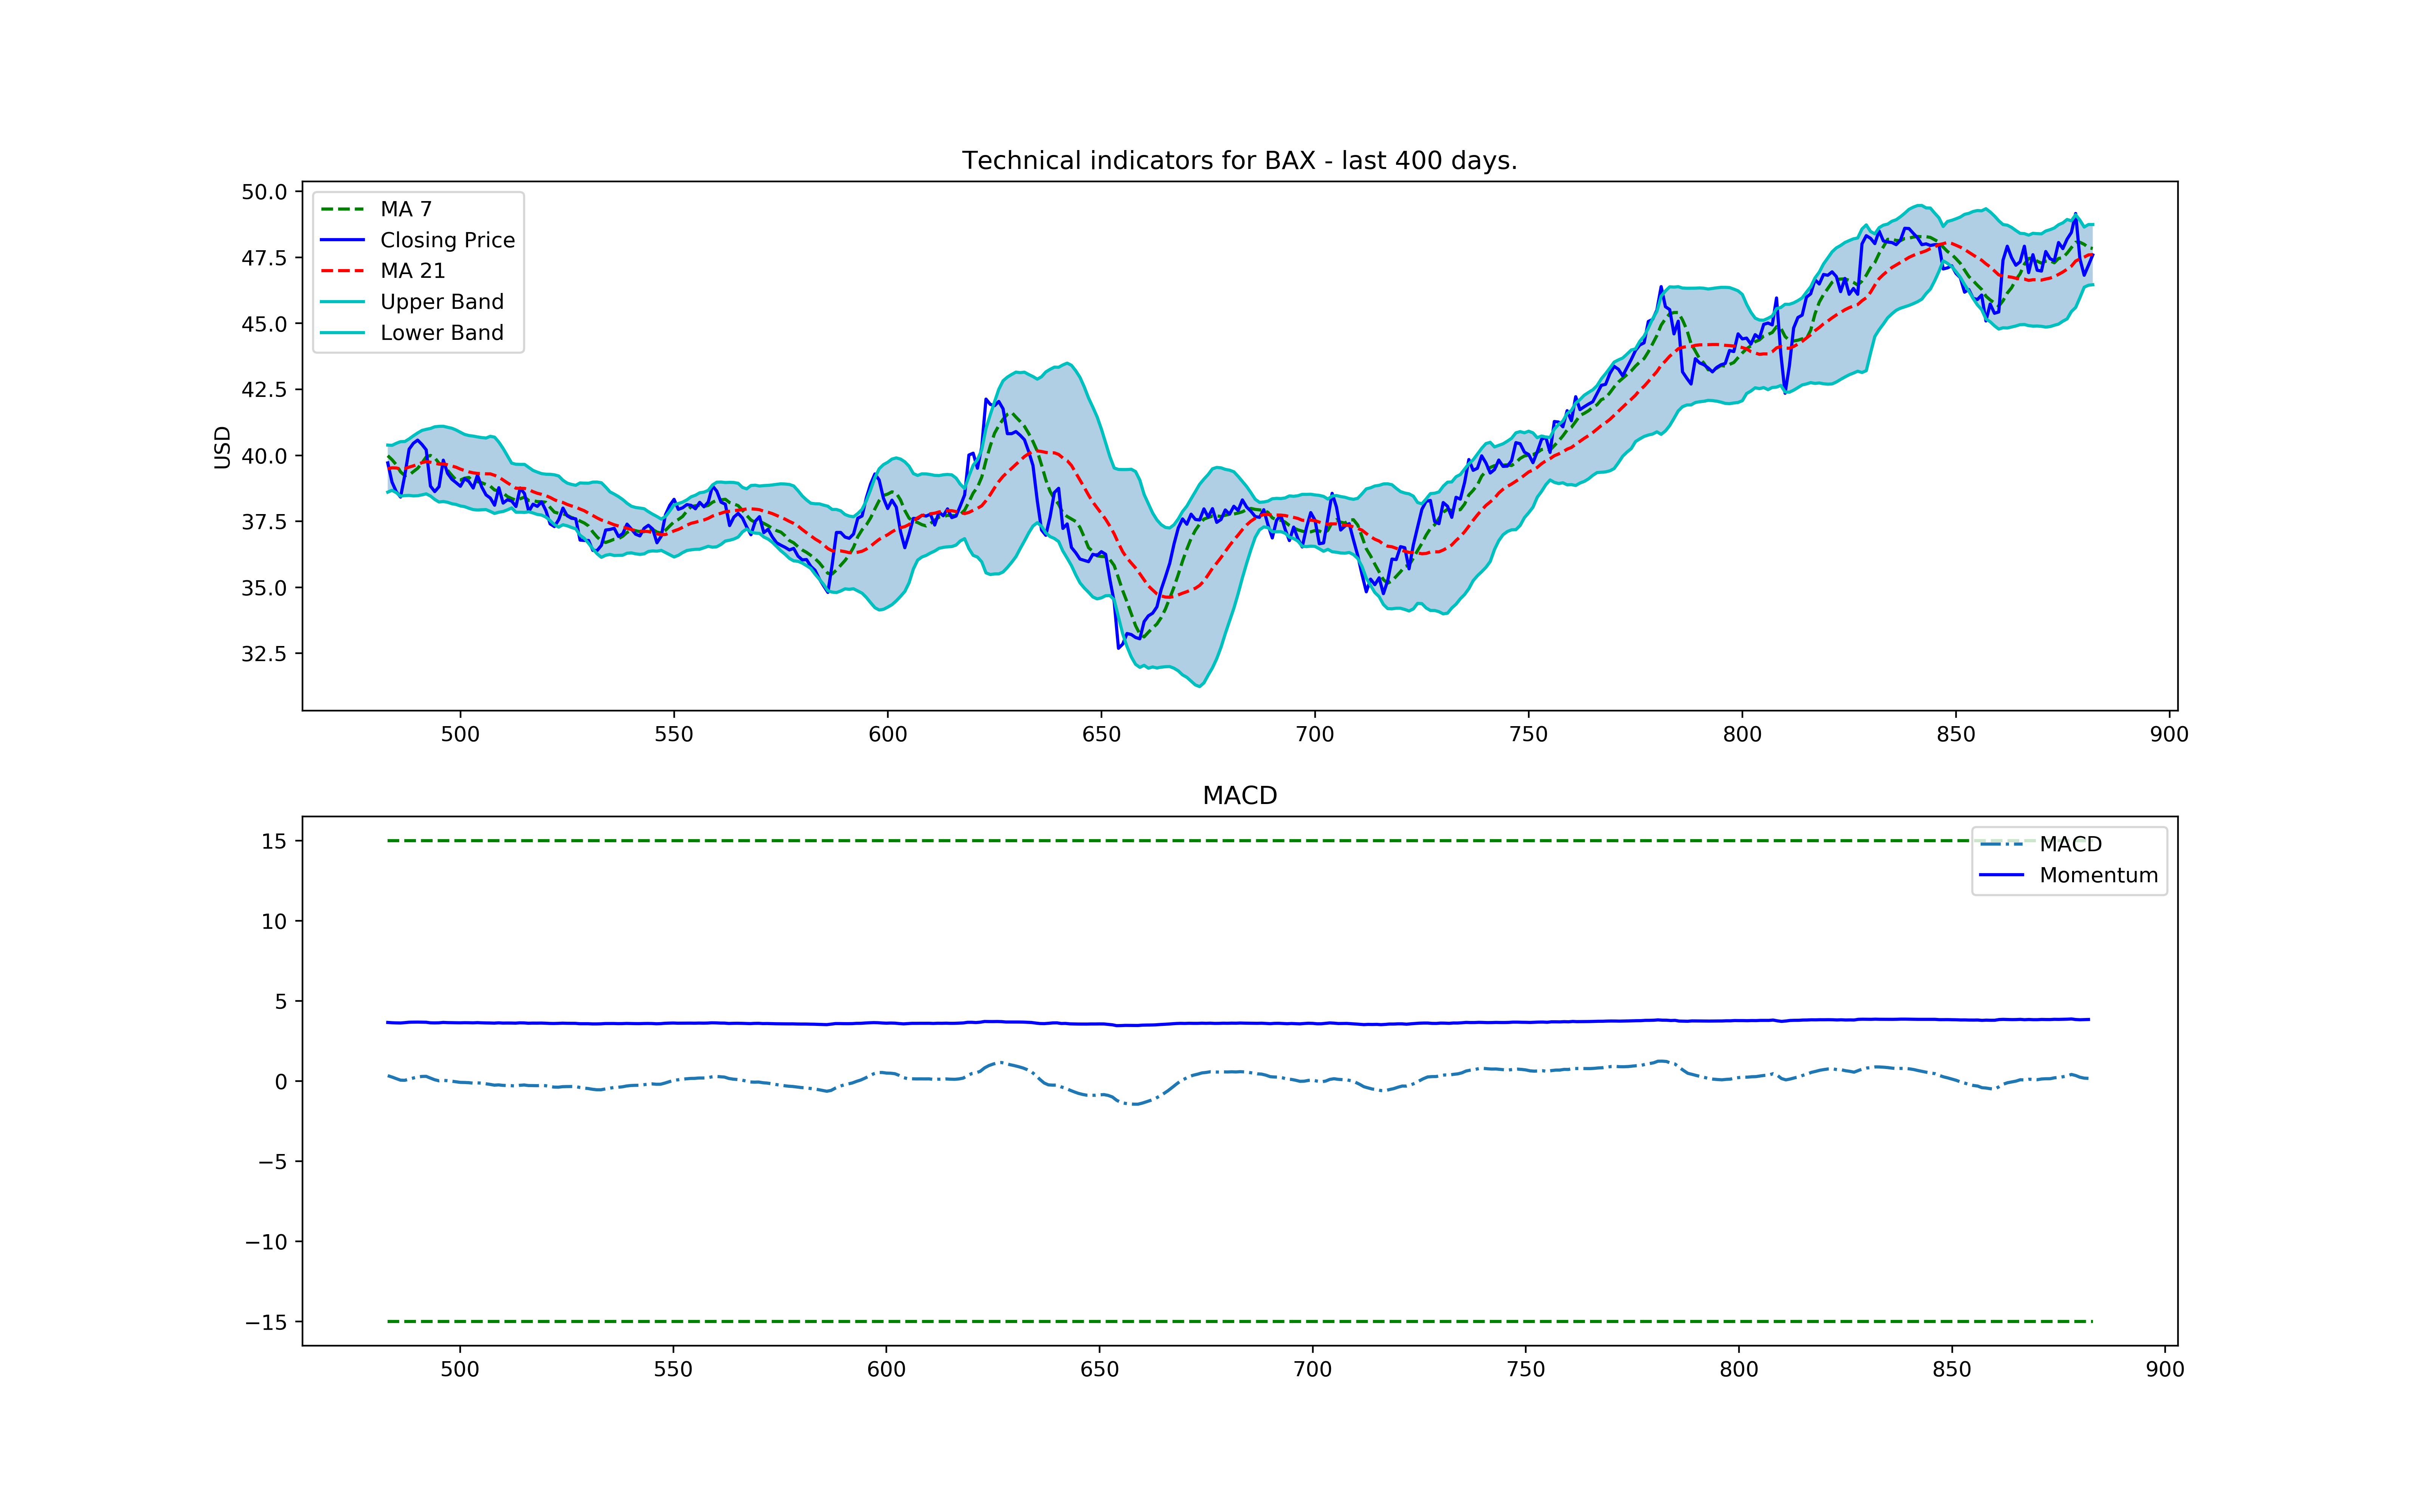 Technical indicators for BAX - last 400 days.
50.0
47.5
45.0
42.5
40.0
37.5
35.0
32.5
USD
MA 7
Closing Price
MA 21
Upper Band
Lower Band
500 550 600 650 700 750 800 850 900
MACD
15
10
5
0
−5
−10
−15
MACD
Momentum
500 550 600 650 700 750 800 850 900